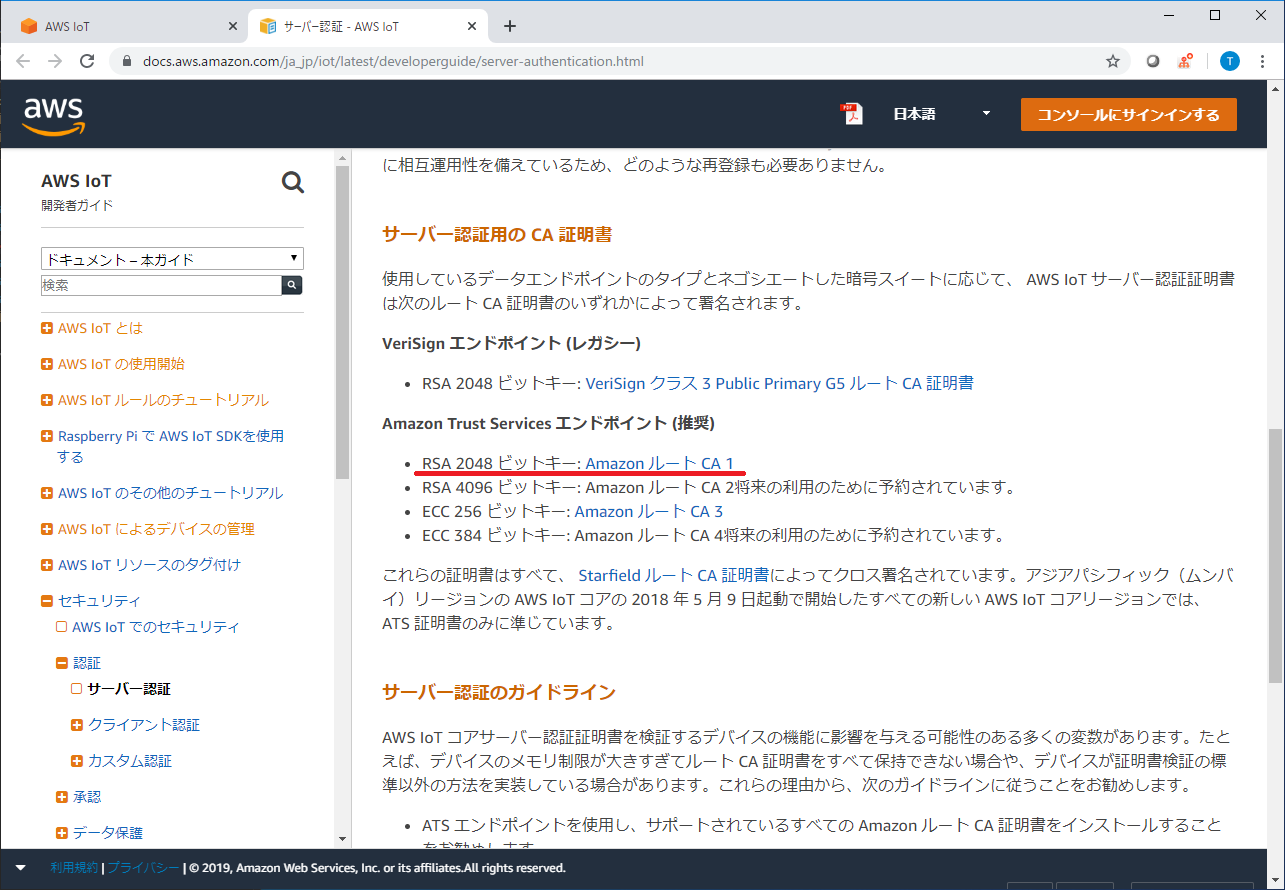 AWS IoT
サーバー認証 - AWS IoT
docs.aws.amazon.com/ja_jp/iot/latest/developerguide/server-authentication.html
T
aws
PDF
日本語
コンソールにサインインする
AWS IoT
開発者ガイド
ドキュメント – 本ガイド
検索
AWS IoT とは
AWS IoT の使用開始
AWS IoT ルールのチュートリアル
Raspberry Pi で AWS IoT SDKを使用
する
AWS IoT のその他のチュートリアル
AWS IoT によるデバイスの管理
AWS IoT リソースのタグ付け
セキュリティ
AWS IoT でのセキュリティ
認証
サーバー認証
クライアント認証
カスタム認証
承認
データ保護
に相互運用性を備えているため、どのような再登録も必要ありません。
サーバー認証用の CA 証明書
使用しているデータエンドポイントのタイプとネゴシエートした暗号スイートに応じて、 AWS IoT サーバー認証証明書
は次のルート CA 証明書のいずれかによって署名されます。
VeriSign エンドポイント (レガシー)
RSA 2048 ビットキー: VeriSign クラス 3 Public Primary G5 ルート CA 証明書
Amazon Trust Services エンドポイント (推奨)
RSA 2048 ビットキー: Amazon ルート CA 1
RSA 4096 ビットキー: Amazon ルート CA 2将来の利用のために予約されています。
ECC 256 ビットキー: Amazon ルート CA 3
ECC 384 ビットキー: Amazon ルート CA 4将来の利用のために予約されています。
これらの証明書はすべて、 Starfield ルート CA 証明書によってクロス署名されています。アジアパシフィック（ムンバ
イ）リージョンの AWS IoT コアの 2018 年 5 月 9 日起動で開始したすべての新しい AWS IoT コアリージョンでは、
ATS 証明書のみに準じています。
サーバー認証のガイドライン
AWS IoT コアサーバー認証証明書を検証するデバイスの機能に影響を与える可能性のある多くの変数があります。たと
えば、デバイスのメモリ制限が大きすぎてルート CA 証明書をすべて保持できない場合や、デバイスが証明書検証の標
準以外の方法を実装している場合があります。これらの理由から、次のガイドラインに従うことをお勧めします。
ATS エンドポイントを使用し、サポートされているすべての Amazon ルート CA 証明書をインストールすること
をお勧めします
利用規約 | プライバシー | © 2019, Amazon Web Services, Inc. or its affiliates.All rights reserved.